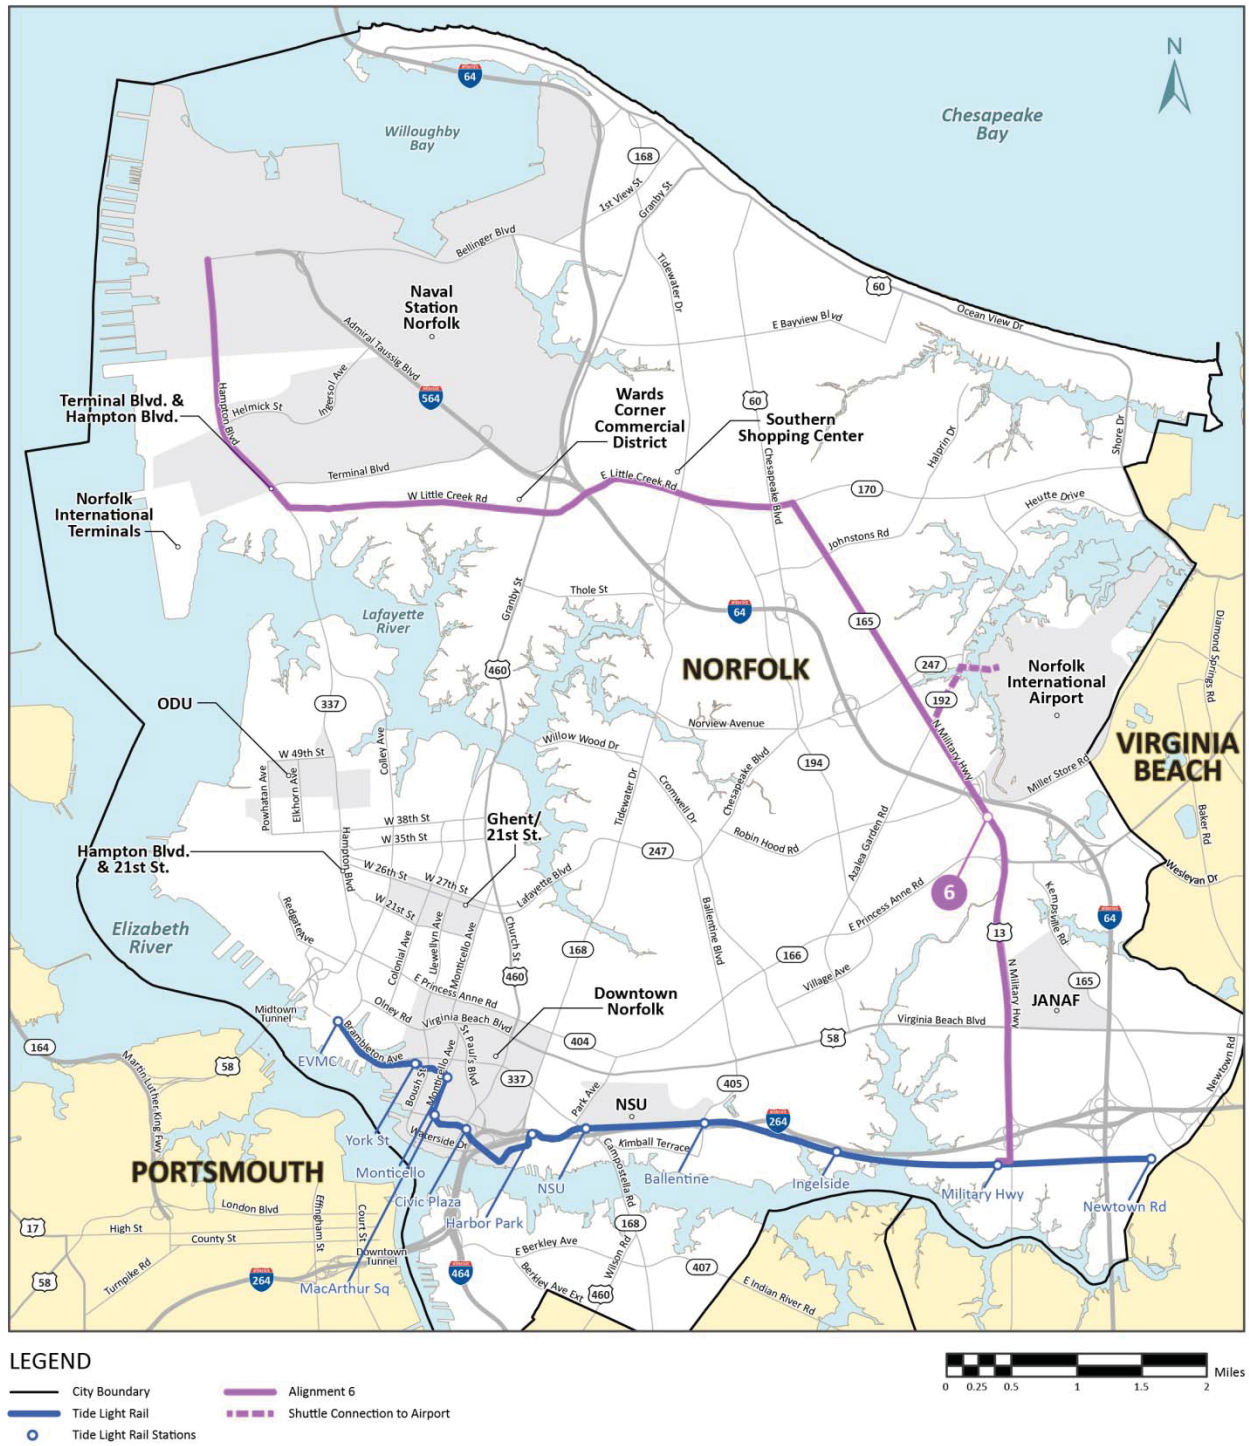 N
Chesapeake
Bay
INTERSTATE
64
Willoughby
Bay
168
1st View St
Granby St
Bellinger Blvd
Tidewater Dr
60
Ocean View Dr
E Bayview Blvd
Naval
Station
Norfolk
Admiral Taussig Blvd
564
Ingersol Ave
Helmick St
Hampton Blvd
Terminal Blvd. &
Hampton Blvd.
Wards
Corner
Commercial
District
60
Southern
Shopping Center
Chesapeake Blvd
Halprin Dr
Shore Dr
Terminal Blvd
W Little Creek Rd
E Little Creek Rd
170
Heutte Drive
Norfolk
International
Terminals
Johnstons Rd
Granby St
Thole St
64
Lafayette
River
165
Diamond Springs Rd
NORFOLK
460
247
192
Norfolk
International
Airport
ODU
337
Colley Ave
Norview Avenue
N Military Hwy
VIRGINIA
BEACH
Willow Wood Dr
W 49th St
194
Miller Store Rd
Powhatan Ave
Elkhorn Ave
Tidewater Dr
Cromwell Dr
Chesapeake Blvd
Baker Rd
W 38th St
W 35th St
Ghent/
21st St.
Robin Hood Rd
Azalea Garden Rd
Hampton Blvd.
& 21st St.
Hampton Blvd
W 26th St
W 27th St
247
Lafayette Blvd
Wesleyan Dr
6
E Princess Anne Rd
Kempsville Rd
W 21st St
Redgate Ave
Colonial Ave
Llewellyn Ave
Monticello Ave
Church St
Ballentine Blvd
64
Elizabeth
River
13
168
166
460
Village Ave
165
N Military Hwy
E Princess Anne Rd
Downtown
Norfolk
JANAF
Midtown
Tunnel
Olney Rd
Virginia Beach Blvd
Virginia Beach Blvd
404
58
164
Martin Luther King Fwy
58
EVMC
Brambleton Ave
Boush St
Monticello Ave
St Paul's Blvd
337
Park Ave
405
NSU
264
Newtown Rd
York St
Waterside Dr
Kimball Terrace
Campostella Rd
PORTSMOUTH
Monticello
Civic Plaza
NSU
Ballentine
Ingelside
Military Hwy
Newtown Rd
Harbor Park
London Blvd
Effingham St
Court St
17
High St
County St
168
Wilson Rd
E Berkley Ave
Downtown
Tunnel
Turnpike Rd
58
264
464
MacArthur Sq
Berkley Ave Ext
460
407
E Indian River Rd
LEGEND
City Boundary
Tide Light Rail
Tide Light Rail Stations
Alignment 6
Shuttle Connection to Airport
Miles
0 0.25 0.5 1 1.5 2